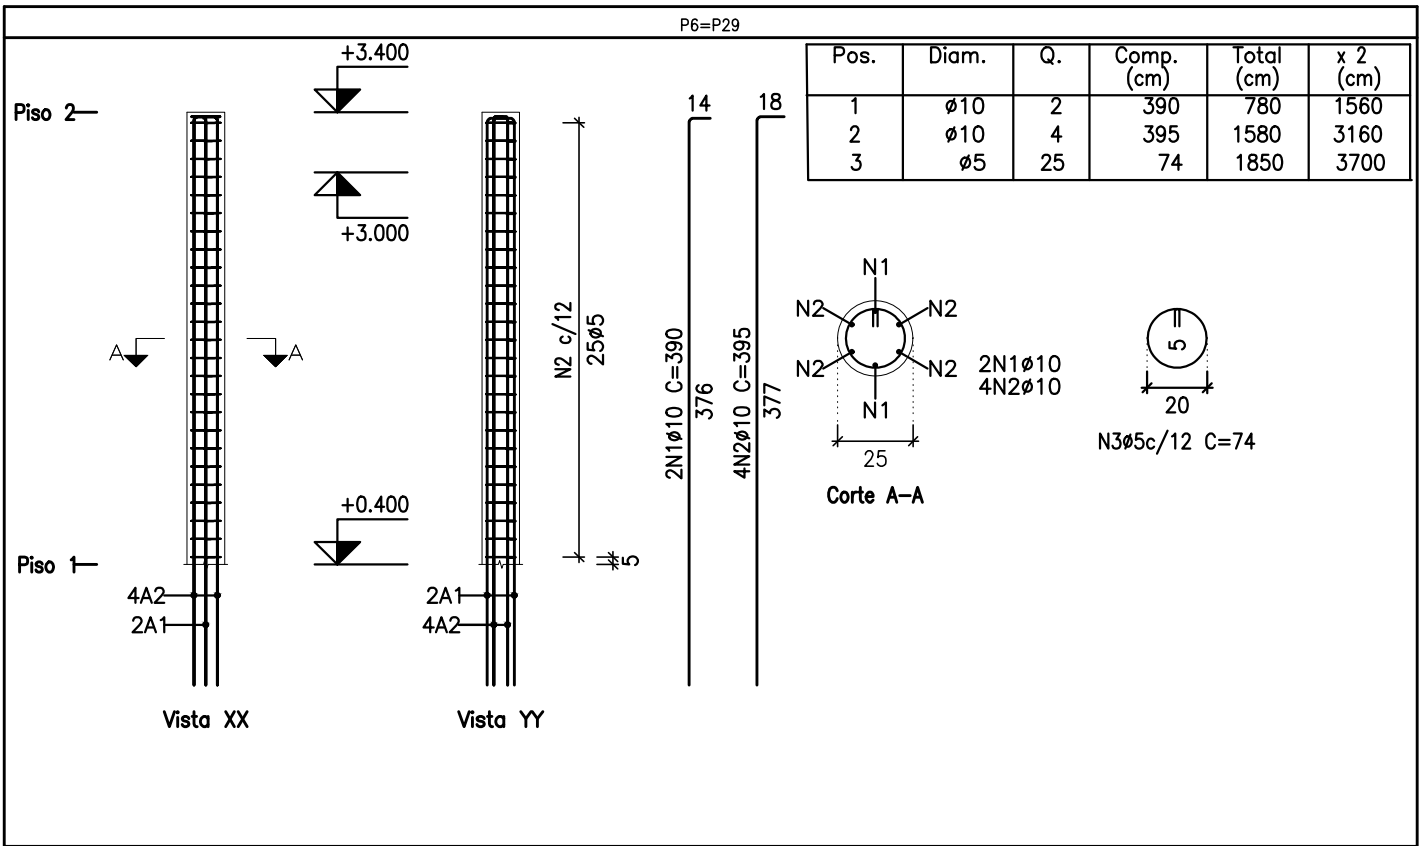 P6=P29
Pos. Diam. Q. Comp. (cm) Total (cm) x 2 (cm)
1 ø10 2 390 780 1560
2 ø10 4 395 1580 3160
3 ø5 25 74 1850 3700
Piso 2
+3.400
+3.000
A A
+0.400
Piso 1
4A2
2A1
Vista XX
2A1
4A2
Vista YY
N2 c/12
25ø5
5
14
2N1ø10 C=390
376
18
4N2ø10 C=395
377
N1
N2 N2
N2 N2
N1
2N1ø10
4N2ø10
25
Corte A-A
5
20
N3ø5c/12 C=74